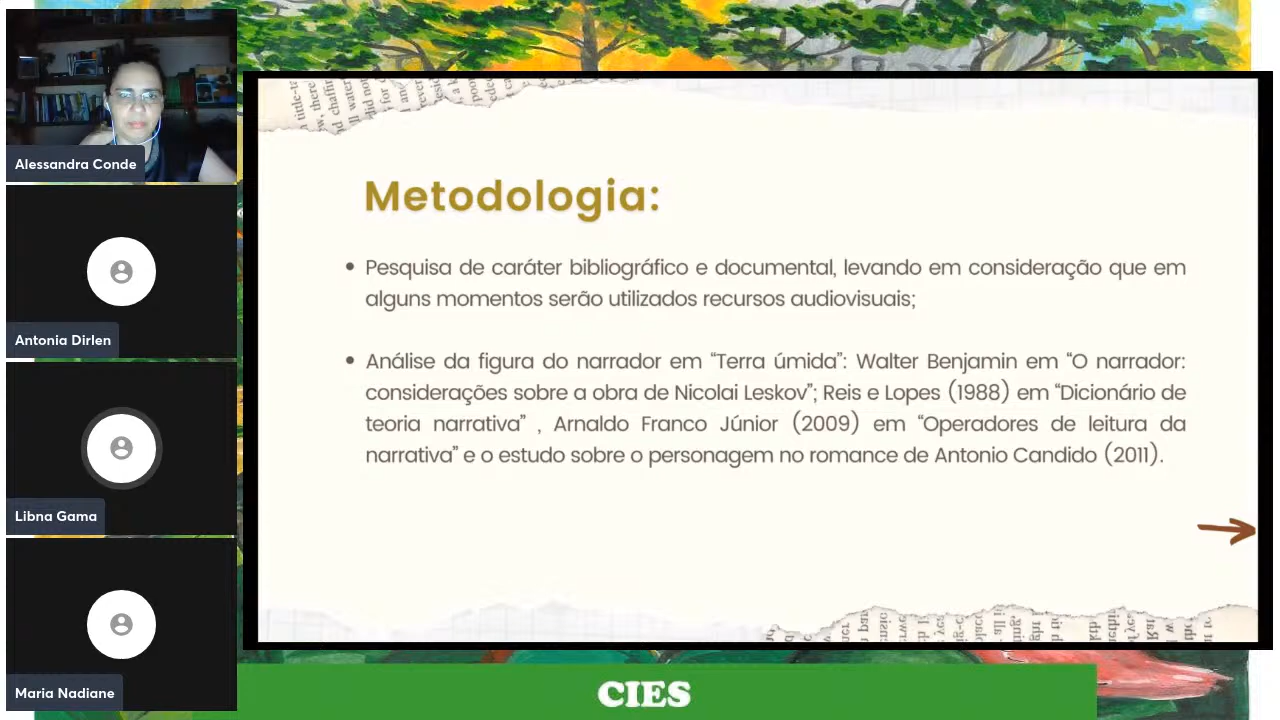 Alessandra Conde
Antonia Dirlen
Libna Gama
Maria Nadiane
Metodologia:
• Pesquisa de caráter bibliográfico e documental, levando em consideração que em
alguns momentos serão utilizados recursos audiovisuais;
• Análise da figura do narrador em “Terra úmida”: Walter Benjamin em “O narrador:
considerações sobre a obra de Nicolai Leskov”; Reis e Lopes (1988) em “Dicionário de
teoria narrativa” , Arnaldo Franco Júnior (2009) em “Operadores de leitura da
narrativa” e o estudo sobre o personagem no romance de Antonio Candido (2011).
CIES